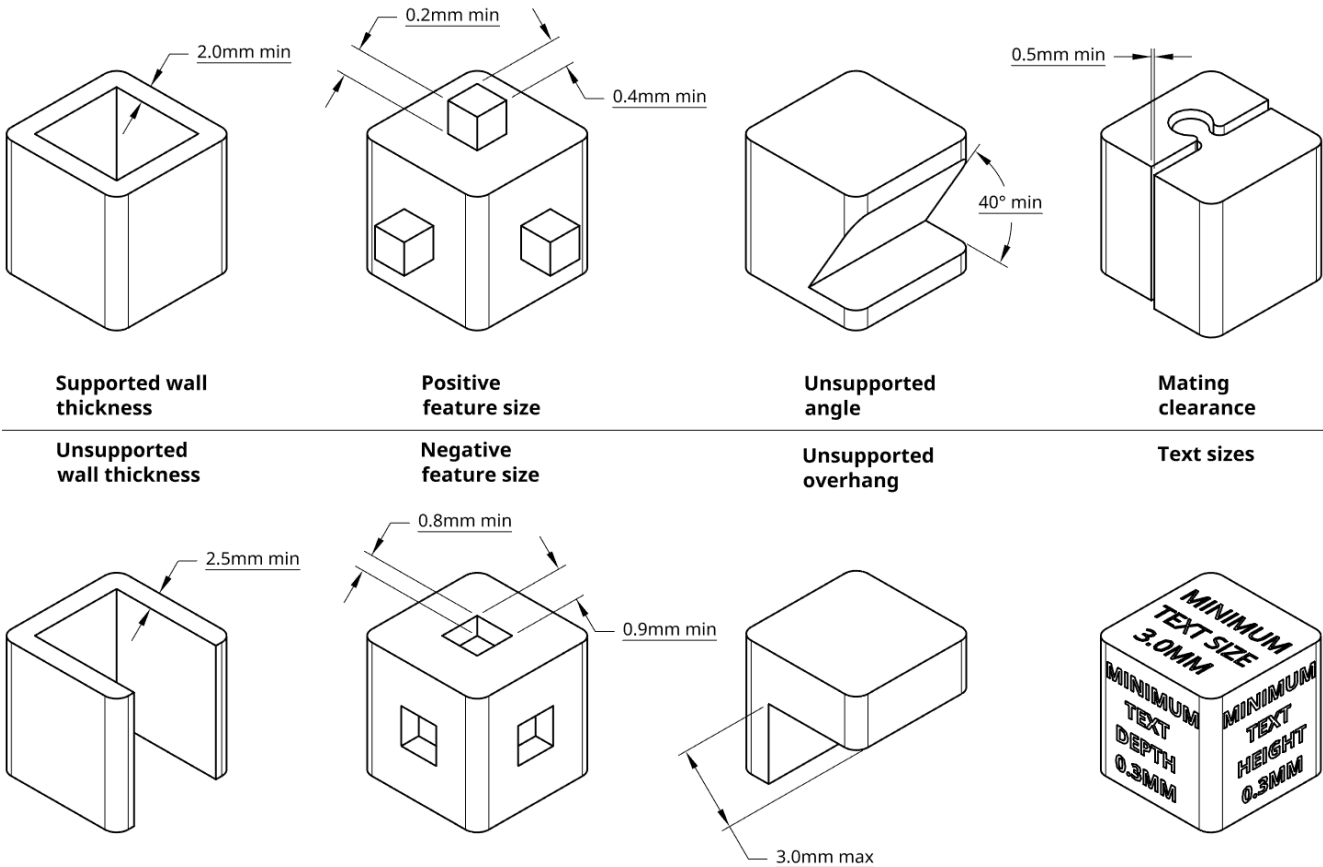 0.2mm min
2.0mm min
0.4mm min
0.5mm min
40° min
Supported wall
thickness
Positive
feature size
Unsupported
angle
Mating
clearance
Unsupported
wall thickness
Negative
feature size
Unsupported
overhang
Text sizes
0.8mm min
2.5mm min
0.9mm min
3.0mm max
MINIMUM
TEXT SIZE
3.0MM
MINIMUM
TEXT
DEPTH
0.3MM
MINIMUM
TEXT
HEIGHT
0.3MM